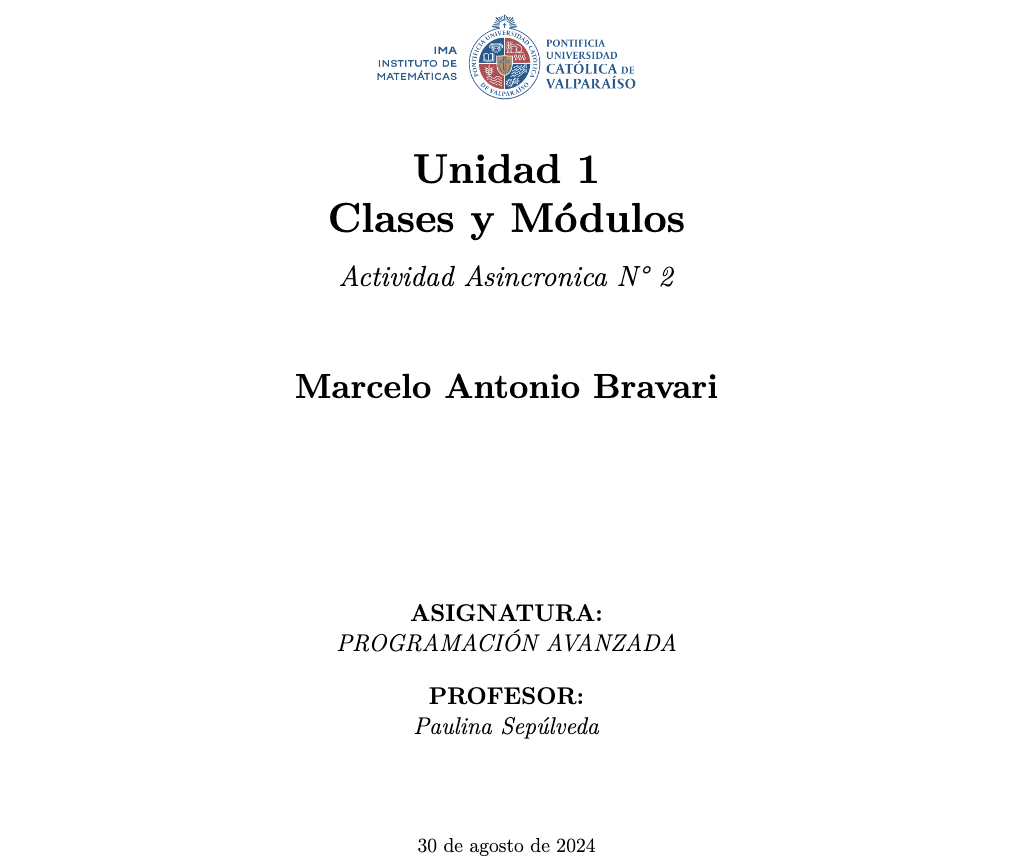 IMA
INSTITUTO DE
MATEMÁTICAS
PONTIFICIA UNIVERSIDAD CATÓLICA
DE VALPARAÍSO
PONTIFICIA
UNIVERSIDAD
CATÓLICA DE
VALPARAÍSO
Unidad 1
Clases y Módulos
Actividad Asincronica N° 2
Marcelo Antonio Bravari
ASIGNATURA:
PROGRAMACIÓN AVANZADA
PROFESOR:
Paulina Sepúlveda
30 de agosto de 2024